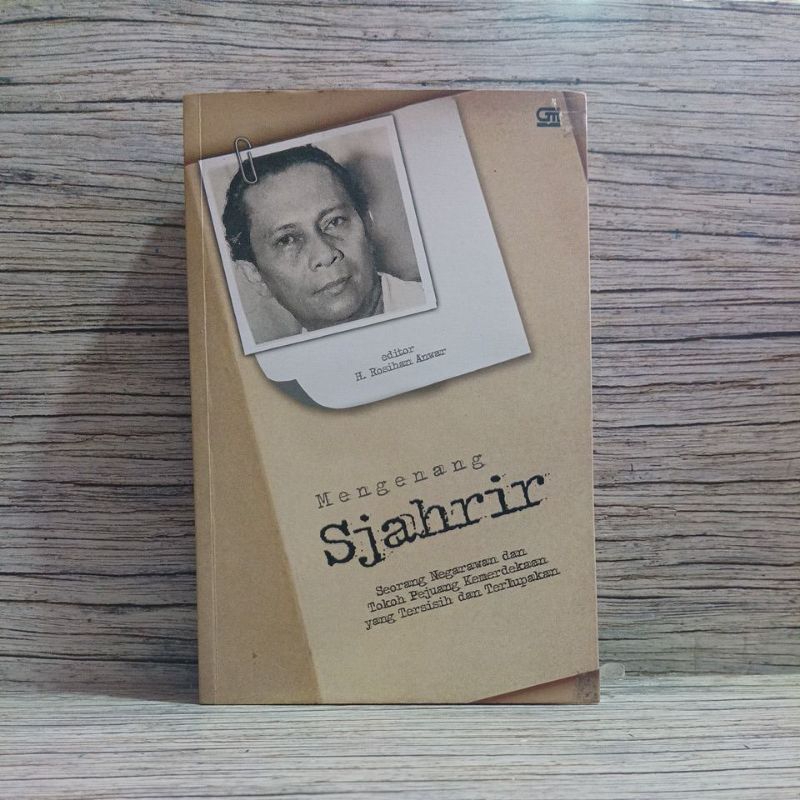 editor
H. Rosihan Anwar
Mengenang
Sjahrir
Seorang Negarawan dan
Tokoh Pejuang Kemerdekaan
yang Tersisih dan Terlupakan